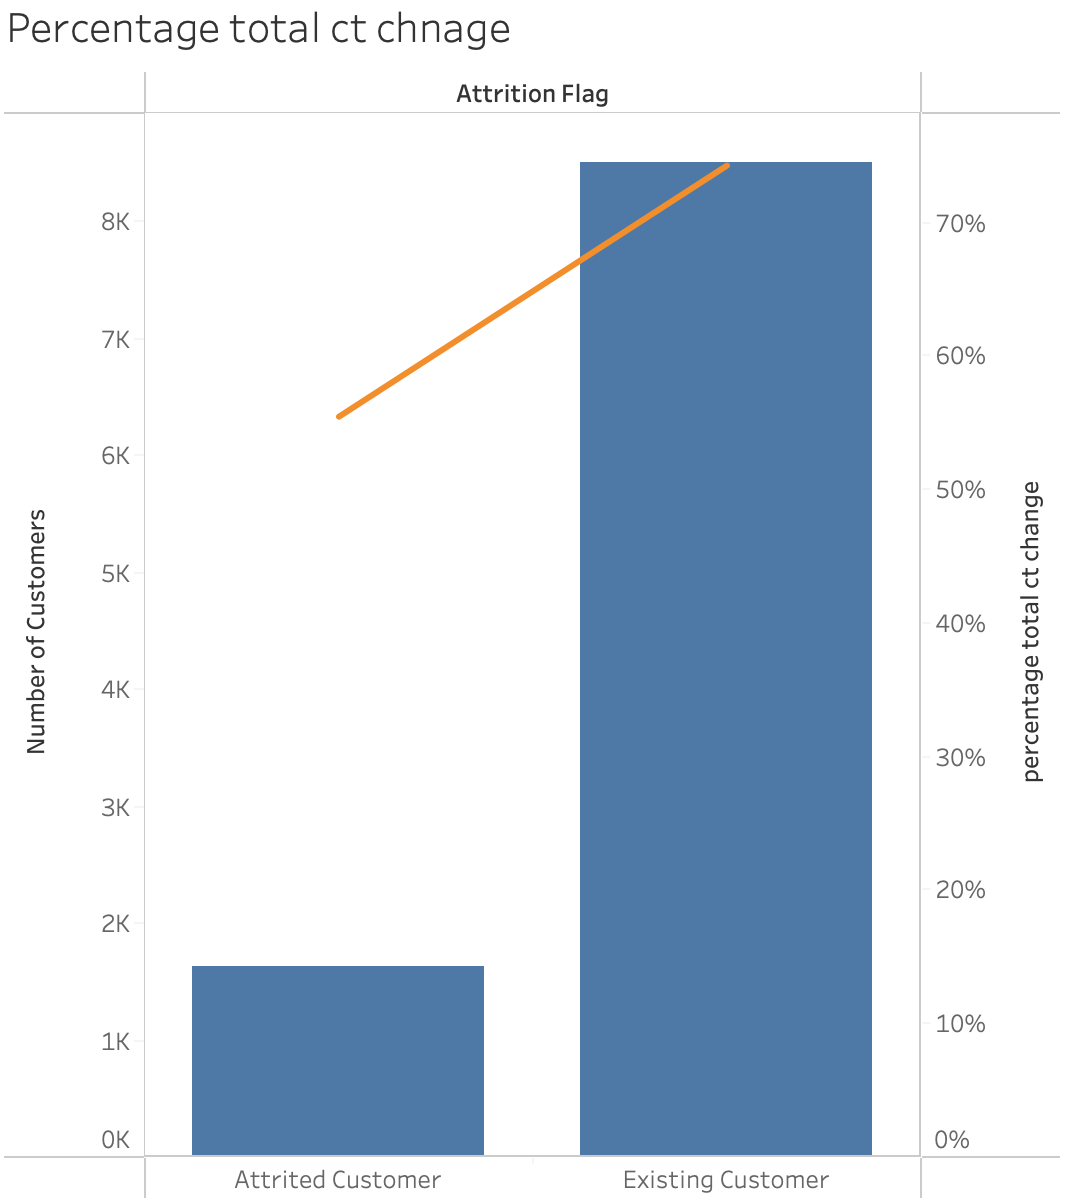 Percentage total ct chnage
Attrition Flag
8K
7K
6K
5K
4K
3K
2K
1K
0K
Number of Customers
70%
60%
50%
40%
30%
20%
10%
0%
percentage total ct change
Attrited Customer
Existing Customer